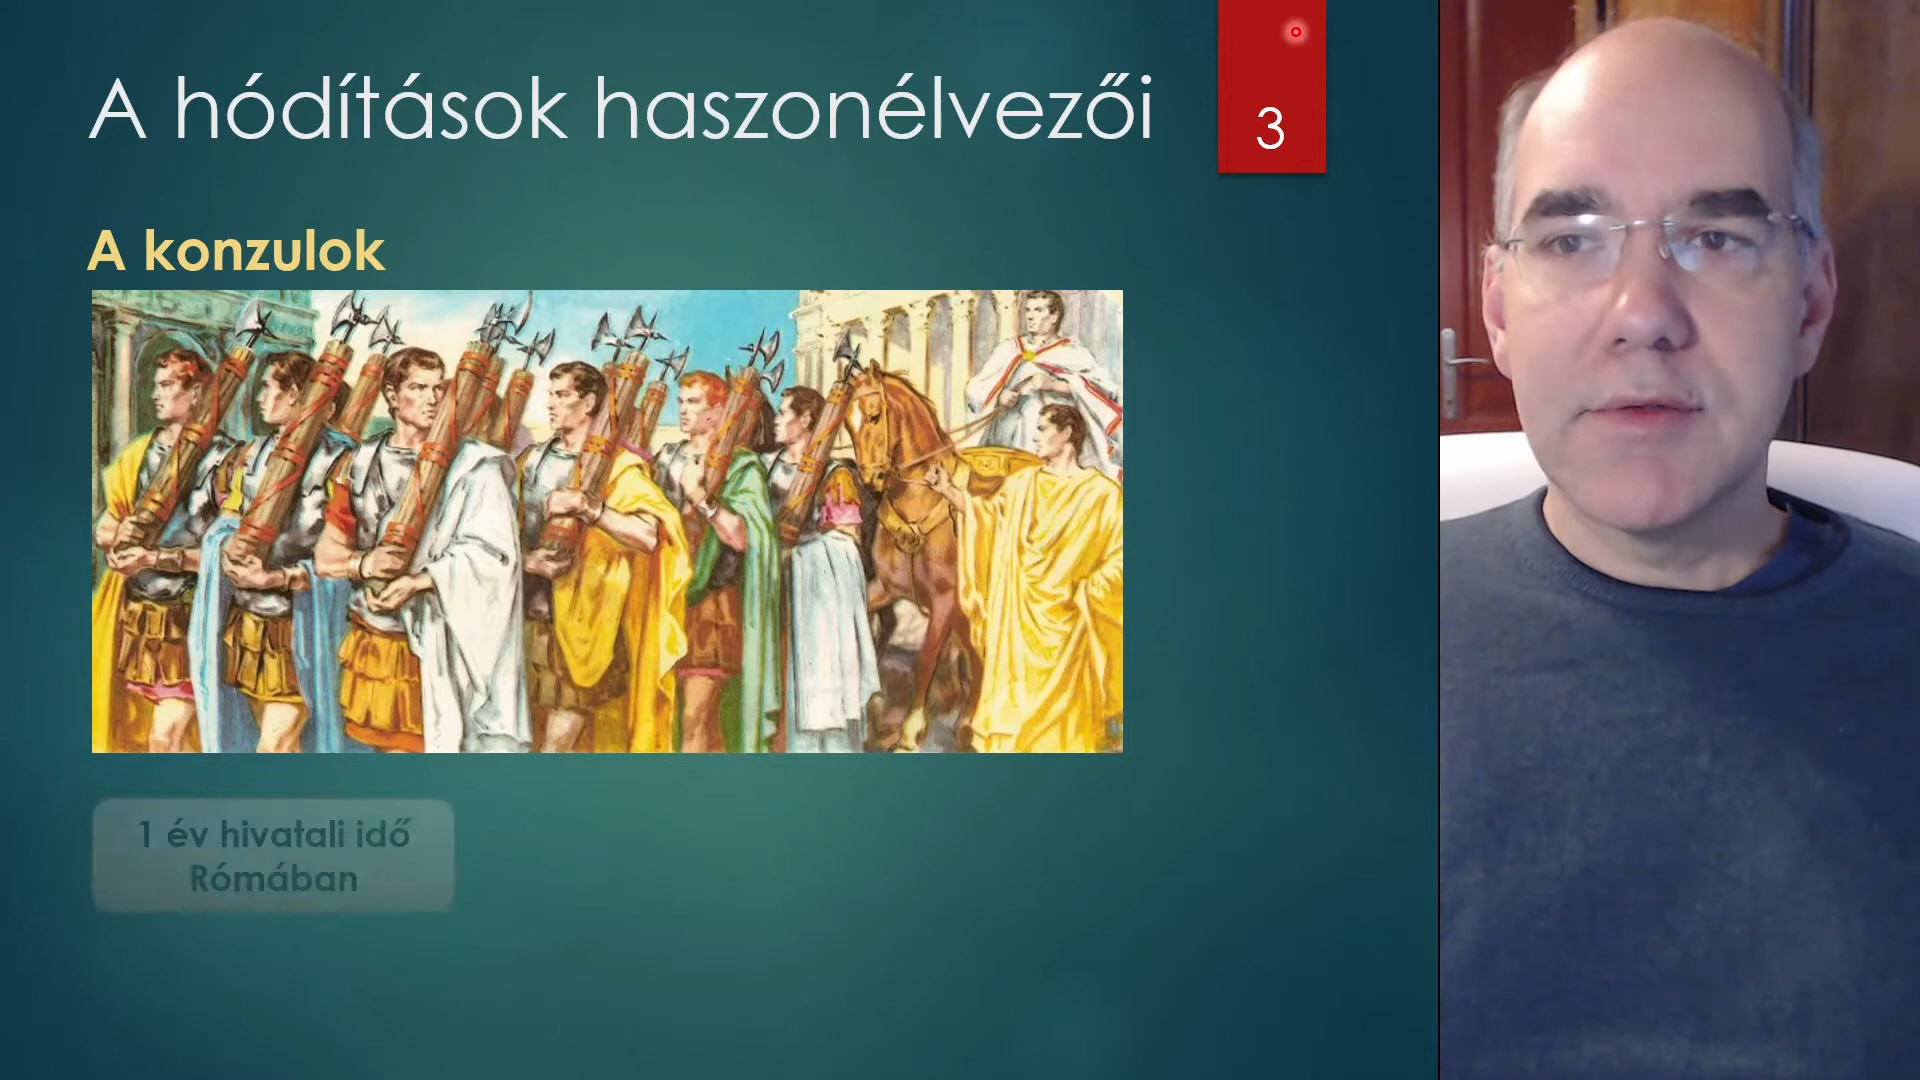 A hódítások haszonélvezői
3
A konzulok
1 év hivatali idő
Rómában